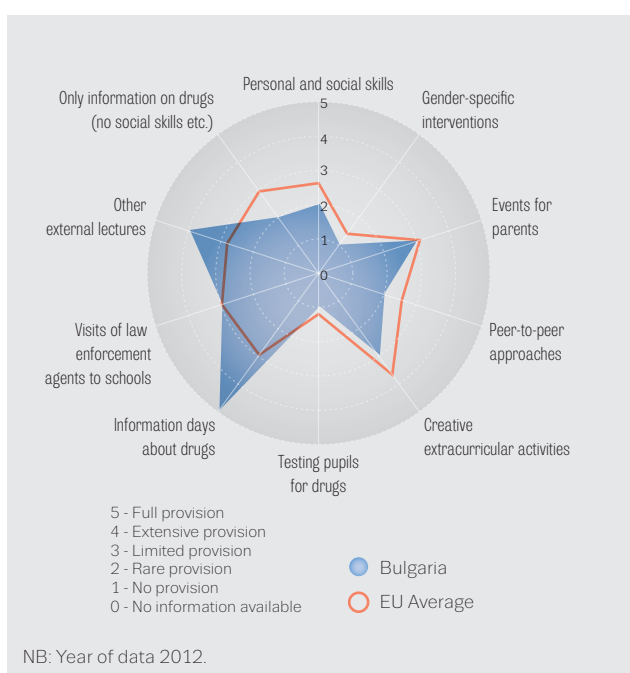 Personal and social skills
Only information on drugs
(no social skills etc.)
Gender-specific
interventions
5
4
3
2
1
0
Other
external lectures
Events for
parents
Visits of law
enforcement
agents to schools
Peer-to-peer
approaches
Information days
about drugs
Creative
extracurricular activities
Testing pupils
for drugs
5 - Full provision
4 - Extensive provision
3 - Limited provision
2 - Rare provision
1 - No provision
0 - No information available
Bulgaria
EU Average
NB: Year of data 2012.